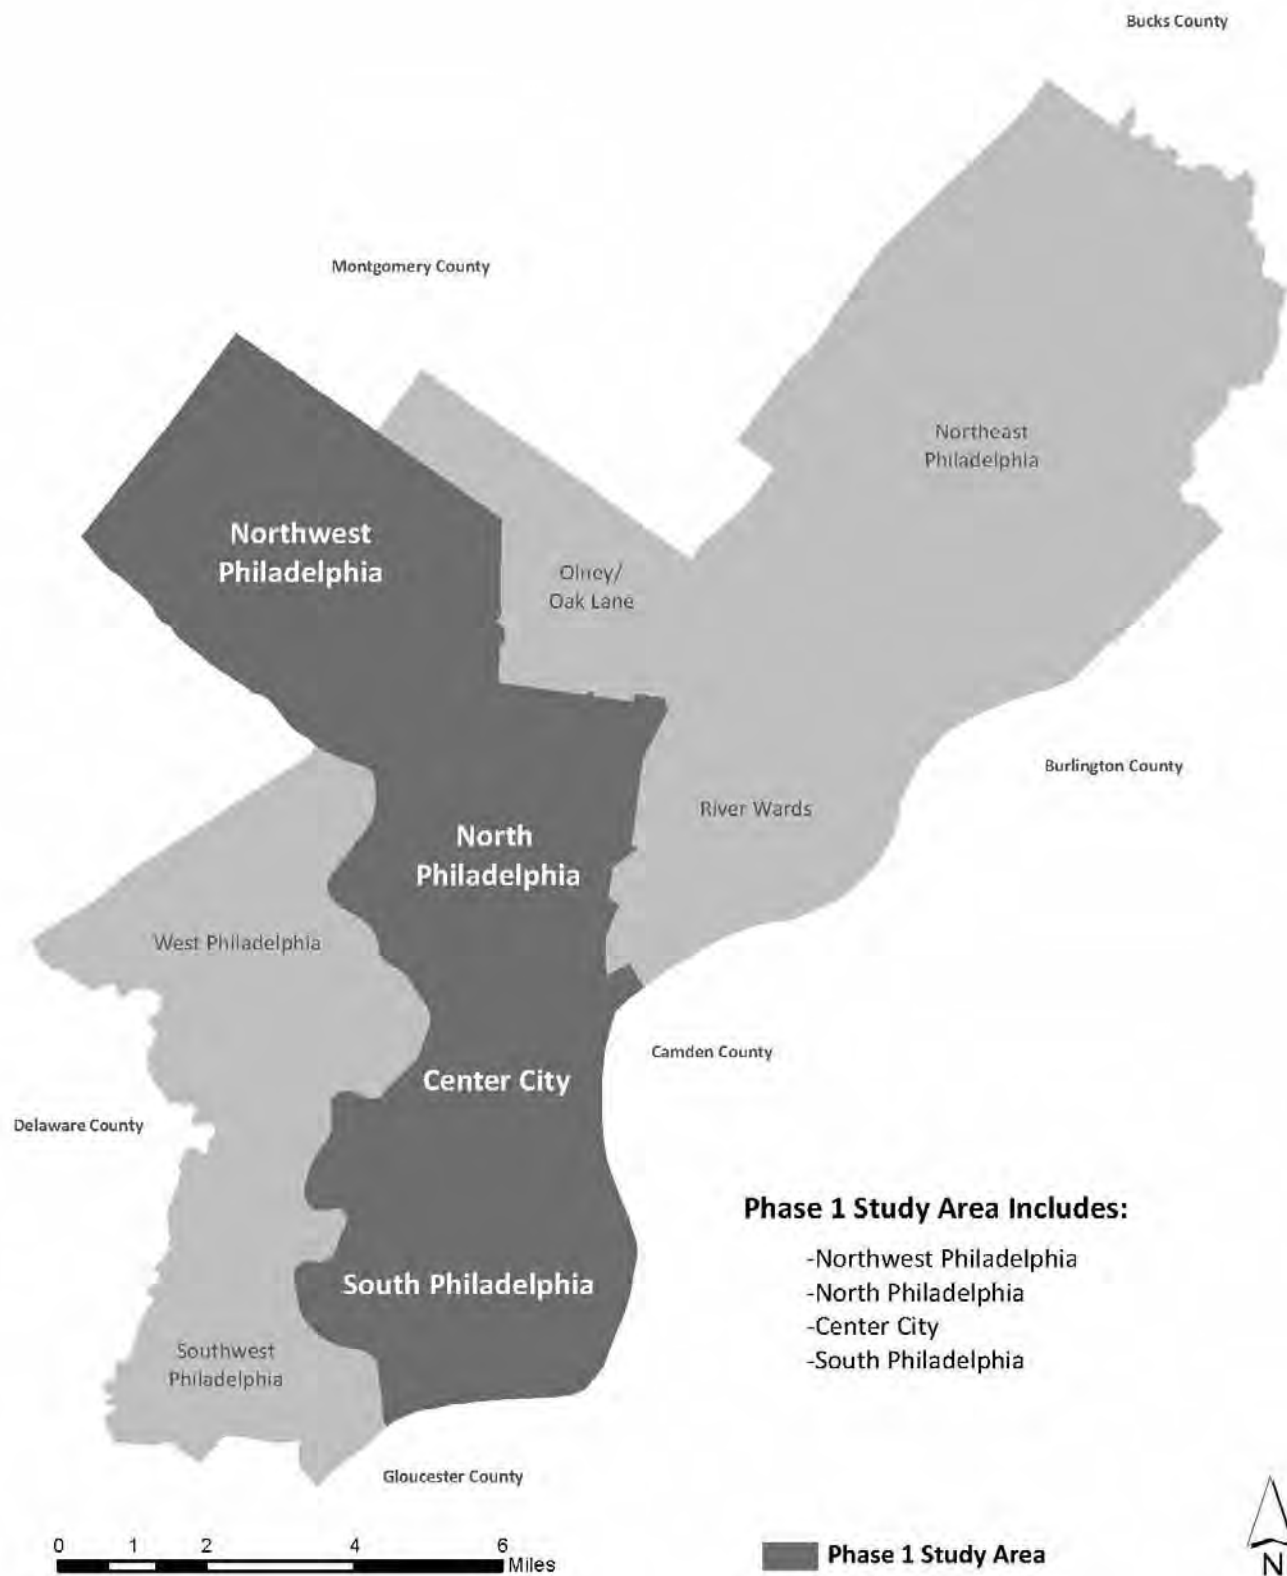 Bucks County
Montgomery County
Northeast
Philadelphia
Northwest
Philadelphia
Olney/
Oak Lane
Burlington County
River Wards
North
Philadelphia
West Philadelphia
Camden County
Center City
Delaware County
Phase 1 Study Area Includes:
-Northwest Philadelphia
-North Philadelphia
-Center City
-South Philadelphia
South Philadelphia
Southwest
Philadelphia
Gloucester County
0 1 2 4 6
Miles
Phase 1 Study Area
N